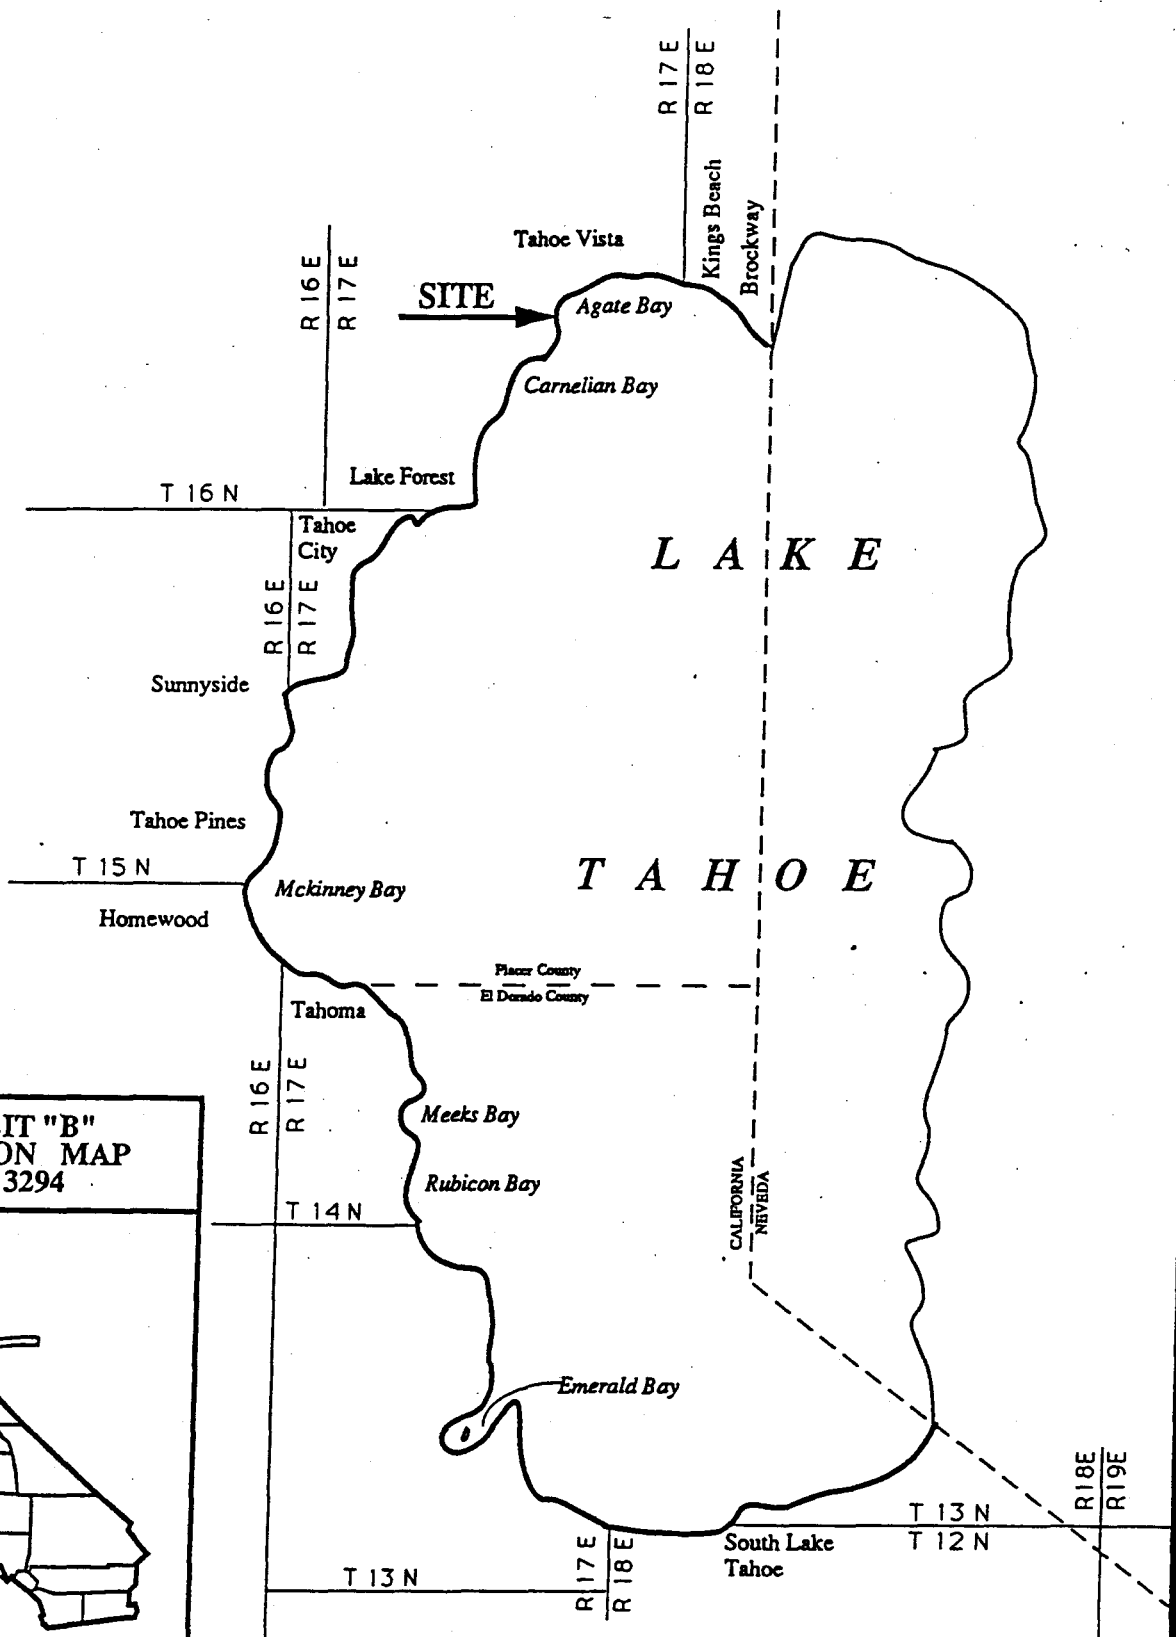 R 17 E
R 18 E
Kings Beach
Brockway
Tahoe Vista
R 16 E
R 17 E
SITE
Agate Bay
Carnelian Bay
Lake Forest
T 16 N
Tahoe
City
L A K E
R 16 E
R 17 E
Sunnyside
Tahoe Pines
T 15 N
Mckinney Bay
T A H O E
Homewood
Placer County
El Dorado County
Tahoma
R 16 E
R 17 E
IT "B"
ON MAP
3294
Meeks Bay
Rubicon Bay
CALIFORNIA
NEVEDA
T 14 N
Emerald Bay
R18E
R19E
T 13 N
T 12 N
South Lake
Tahoe
R 17 E
R 18 E
T 13 N